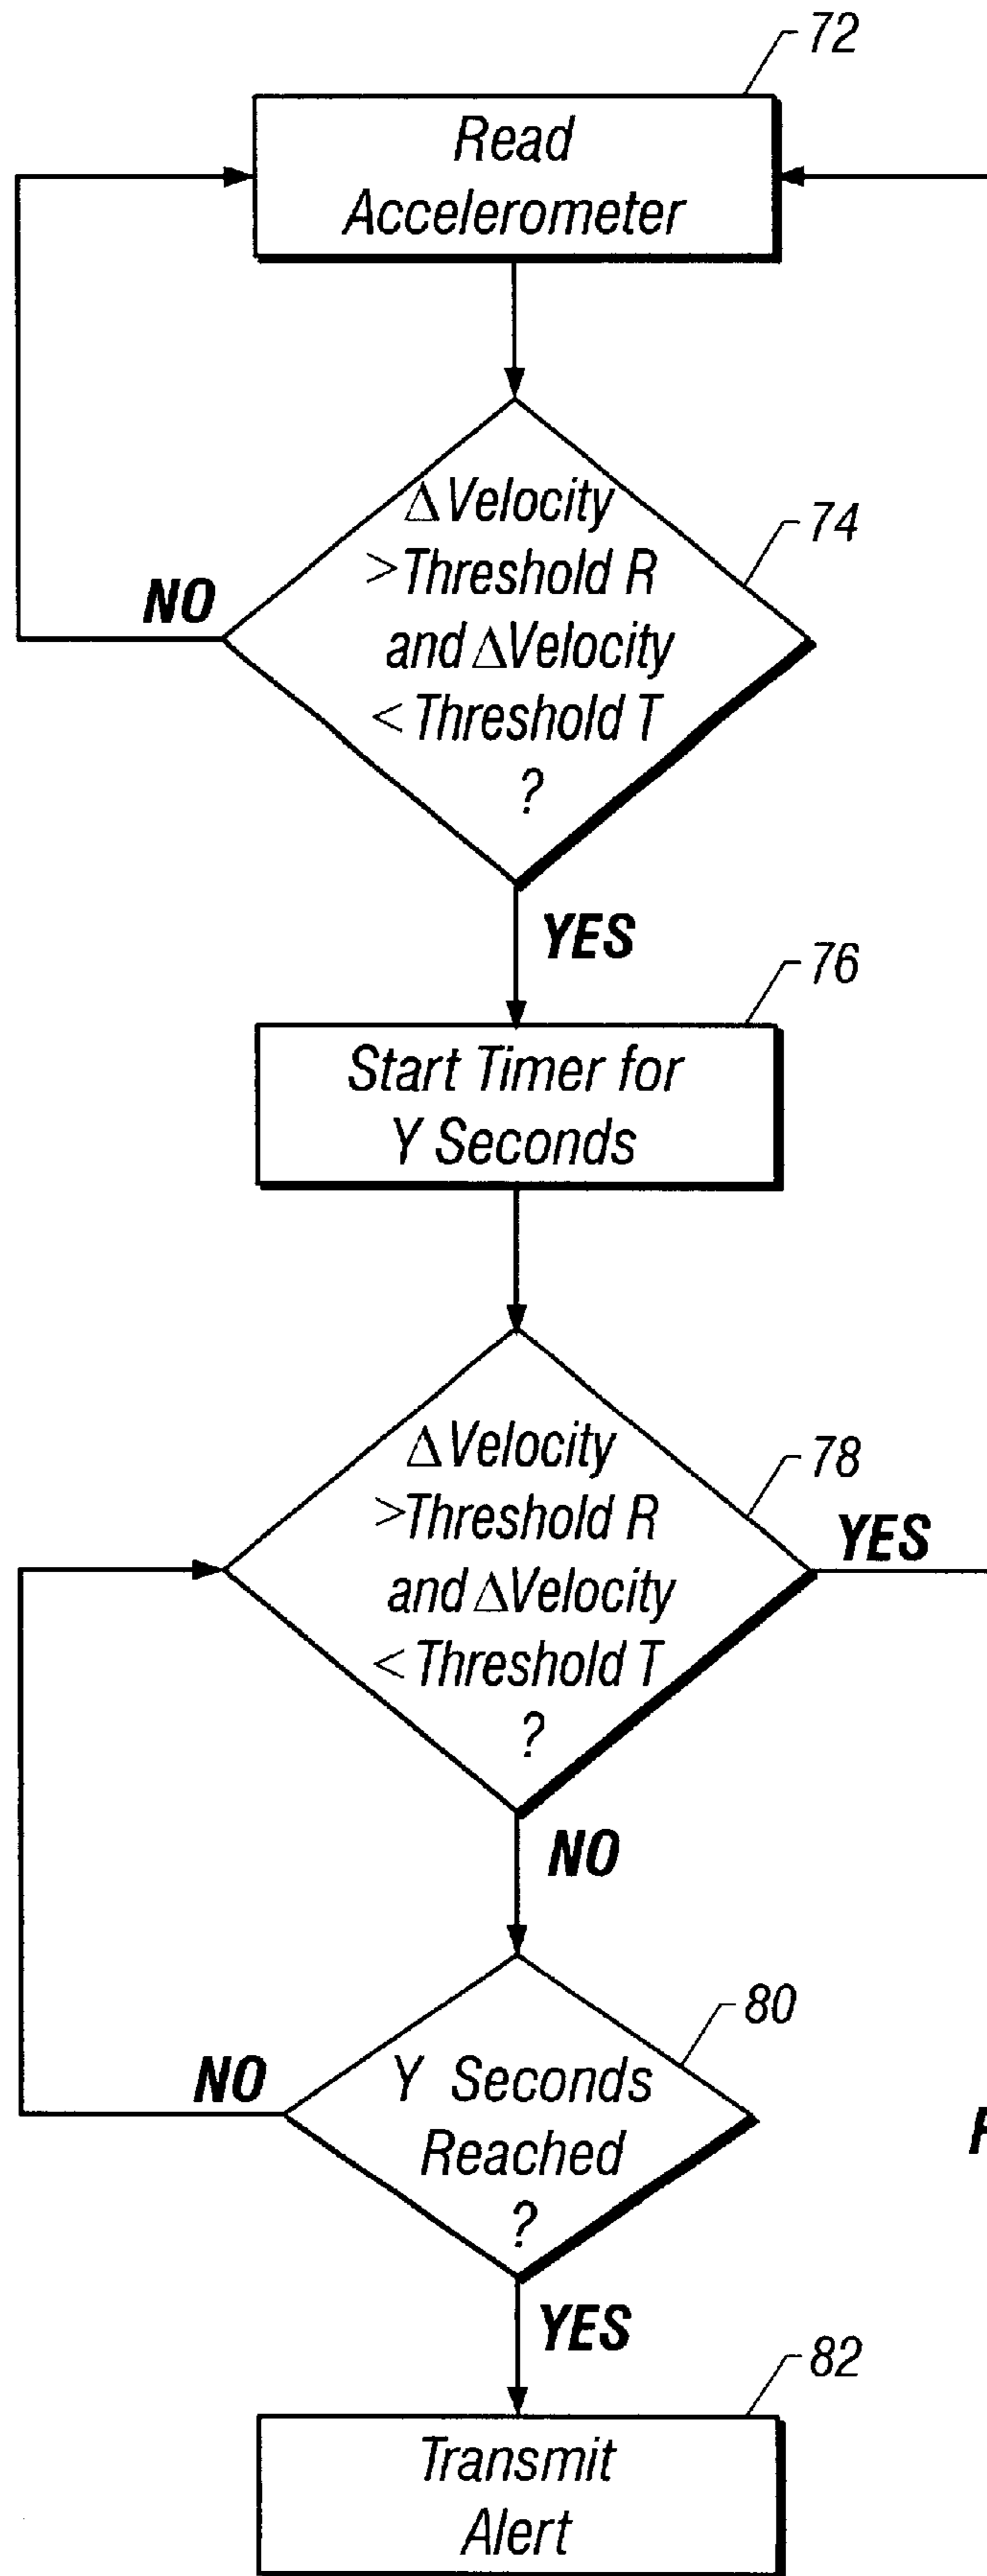 72
Read
Accelerometer
ΔVelocity
>Threshold R
and ΔVelocity
< Threshold T
?
74
NO
YES
76
Start Timer for
Y Seconds
ΔVelocity
>Threshold R
and ΔVelocity
< Threshold T
?
78
YES
NO
80
Y Seconds
Reached
?
NO
YES
82
Transmit
Alert